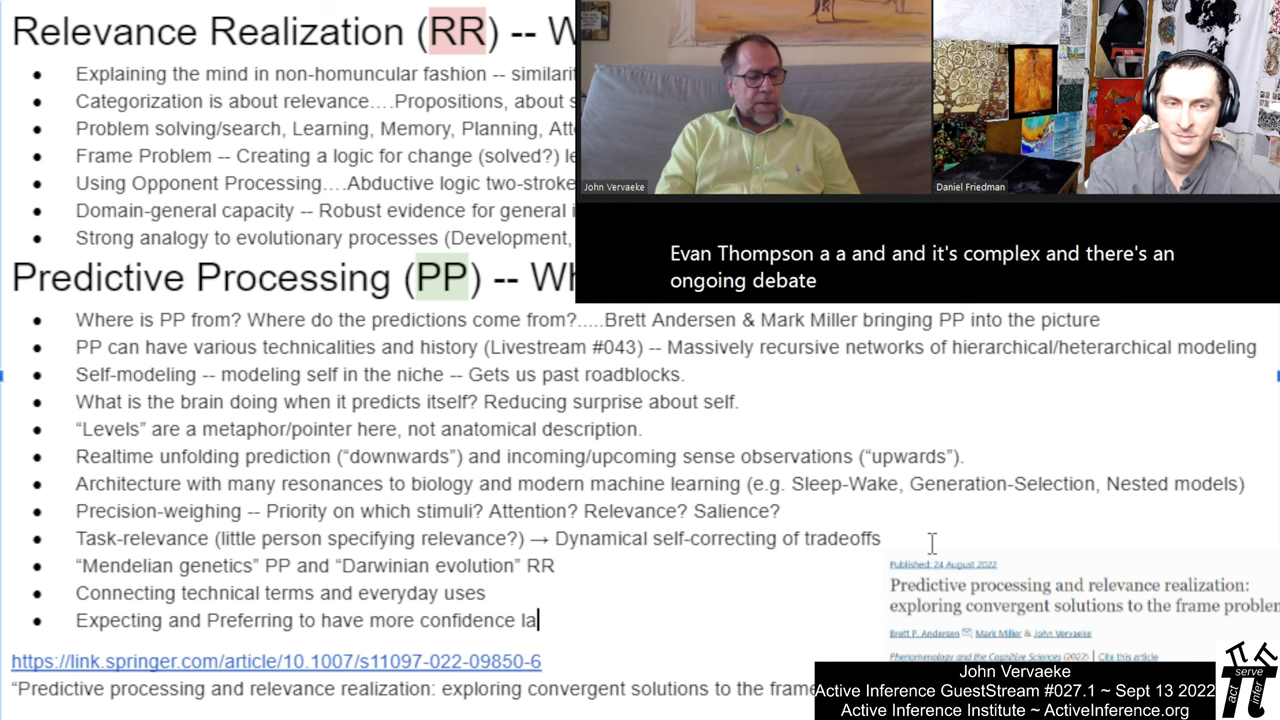 Relevance Realization (RR) -- W
Explaining the mind in non-homuncular fashion -- similarit
Categorization is about relevance….Propositions, about s
Problem solving/search, Learning, Memory, Planning, Att
Frame Problem -- Creating a logic for change (solved?) le
Using Opponent Processing….Abductive logic two-stroke
Domain-general capacity -- Robust evidence for general i
Strong analogy to evolutionary processes (Development,
John Vervaeke
Daniel Friedman
Evan Thompson a a and and it's complex and there's an
ongoing debate
Predictive Processing (PP) -- Wh
Where is PP from? Where do the predictions come from?.....Brett Andersen & Mark Miller bringing PP into the picture
PP can have various technicalities and history (Livestream #043) -- Massively recursive networks of hierarchical/heterarchical modeling
Self-modeling -- modeling self in the niche -- Gets us past roadblocks.
What is the brain doing when it predicts itself? Reducing surprise about self.
“Levels” are a metaphor/pointer here, not anatomical description.
Realtime unfolding prediction (“downwards”) and incoming/upcoming sense observations (“upwards”).
Architecture with many resonances to biology and modern machine learning (e.g. Sleep-Wake, Generation-Selection, Nested models)
Precision-weighing -- Priority on which stimuli? Attention? Relevance? Salience?
Task-relevance (little person specifying relevance?) → Dynamical self-correcting of tradeoffs
“Mendelian genetics” PP and “Darwinian evolution” RR
Connecting technical terms and everyday uses
Expecting and Preferring to have more confidence la
Published: 24 August 2022
Predictive processing and relevance realization:
exploring convergent solutions to the frame problem
Brett P. Andersen, Mark Miller & John Vervaeke
Phenomenology and the Cognitive Sciences (2022) | Cite this article
https://link.springer.com/article/10.1007/s11097-022-09850-6
“Predictive processing and relevance realization: exploring convergent solutions to the frame
John Vervaeke
Active Inference GuestStream #027.1 ~ Sept 13 2022
Active Inference Institute ~ ActiveInference.org
serve
act
infer